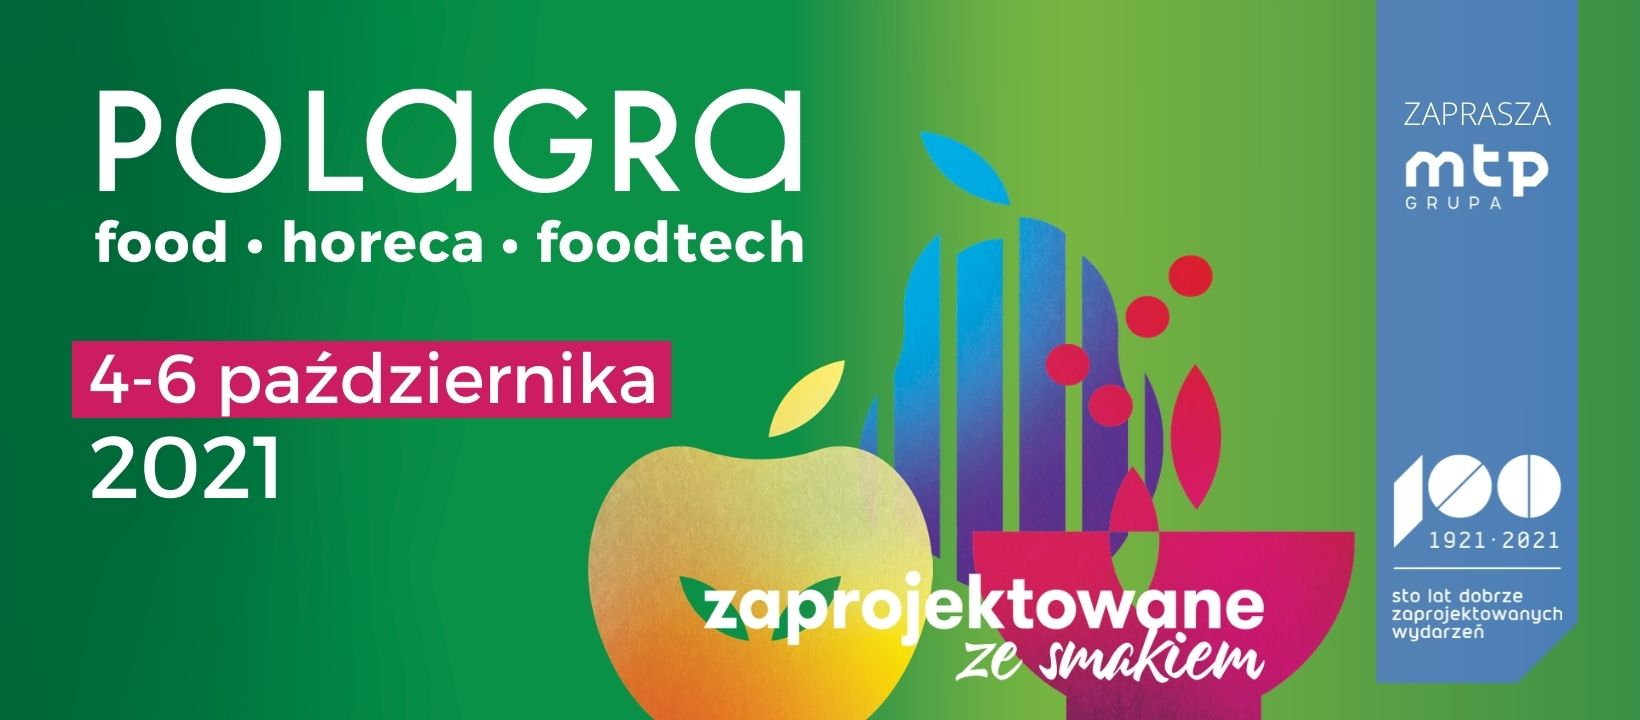 POLAGRA
food • horeca • foodtech
4-6 października
2021
zaprojektowane
ze smakiem
ZAPRASZA
mtp
GRUPA
100
1921·2021
sto lat dobrze
zaprojektowanych
wydarzeń